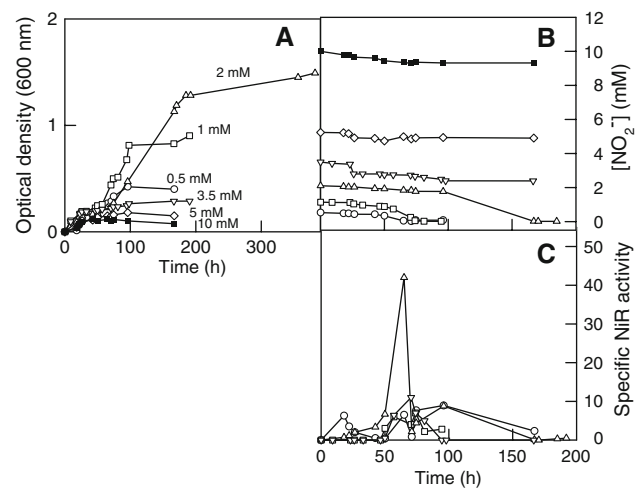 A
B
C
Optical density (600 nm)
2
1
0
2 mM
1 mM
0.5 mM
3.5 mM
5 mM
10 mM
0 100 200 300
Time (h)
12
10
8
6
4
2
0
[NO₂⁻] (mM)
50
40
30
20
10
0
Specific NiR activity
0 50 100 150 200
Time (h)